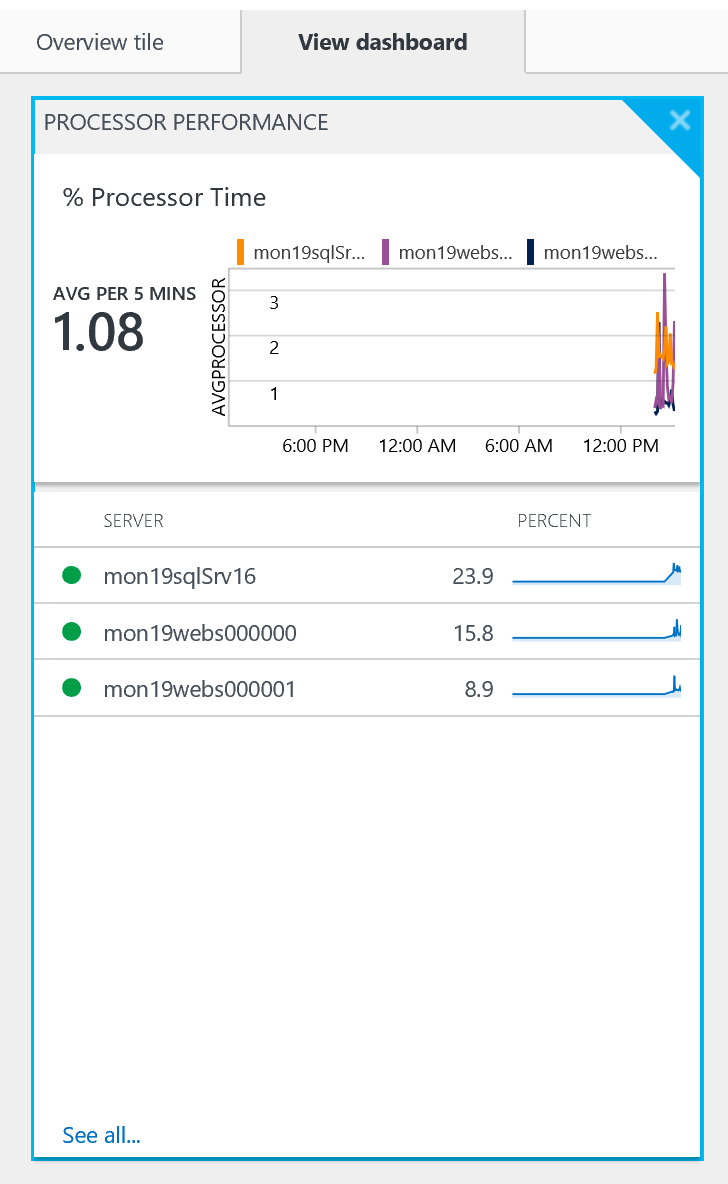 Overview tile
View dashboard
PROCESSOR PERFORMANCE
% Processor Time
mon19sqlSr... mon19webs... mon19webs...
AVG PER 5 MINS
1.08
AVGPROCESSOR
3
2
1
6:00 PM 12:00 AM 6:00 AM 12:00 PM
SERVER PERCENT
mon19sqlSrv16 23.9
mon19webs000000 15.8
mon19webs000001 8.9
See all...